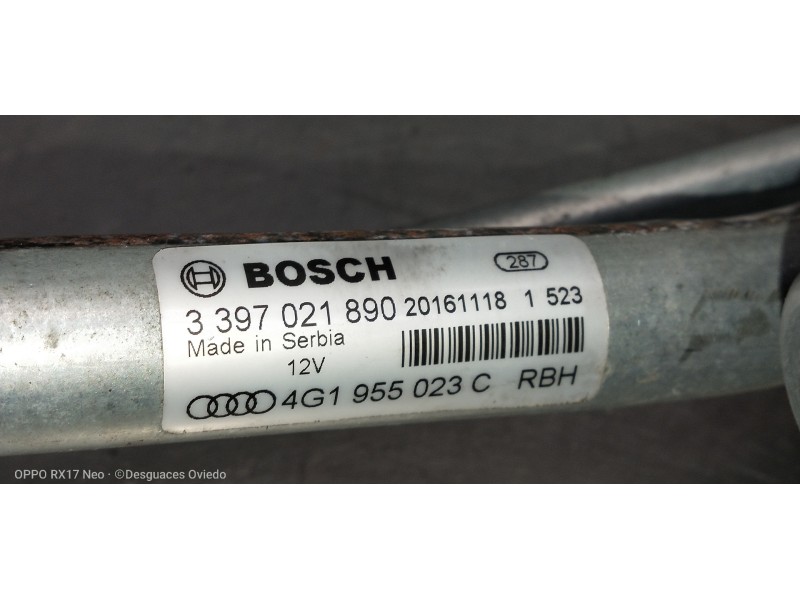 BOSCH 287
3 397 021 890 20161118 1 523
Made in Serbia
12V
4G1 955 023 C RBH
OPPO RX17 Neo · ©Desguaces Oviedo